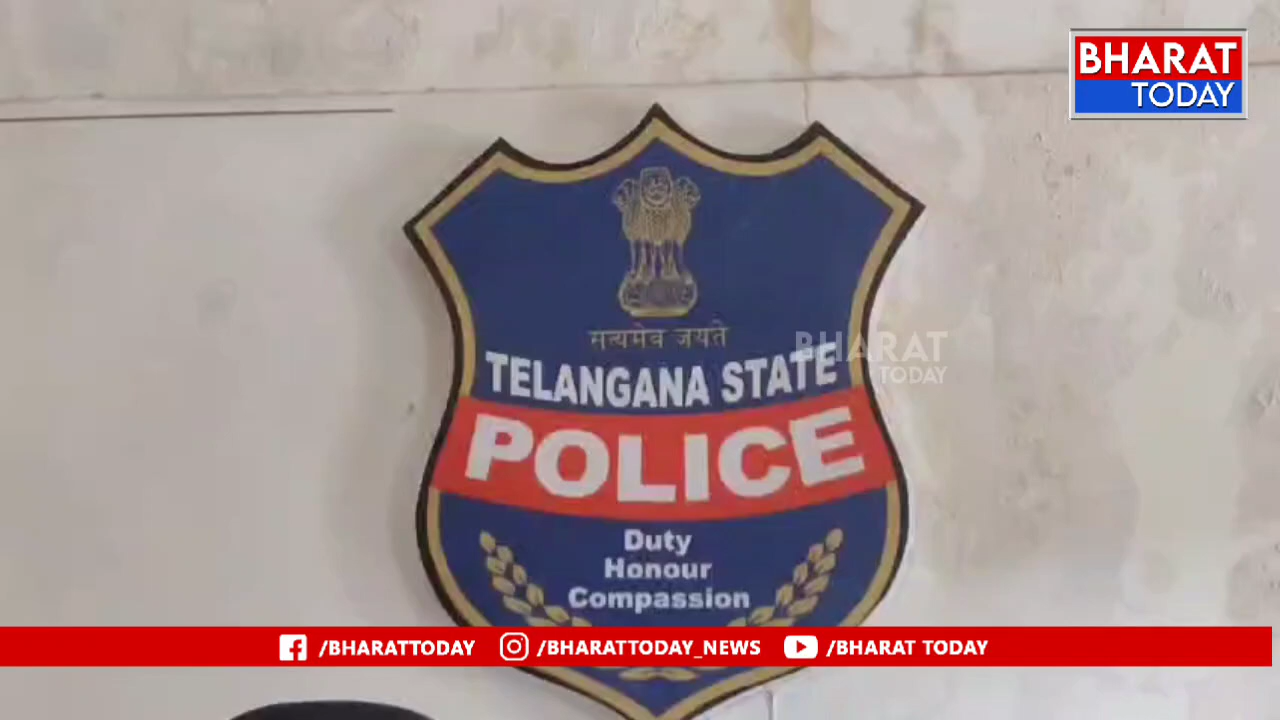 BHARAT
TODAY
सत्यमेव जयते
TELANGANA STATE
BHARAT
TODAY
POLICE
Duty
Honour
Compassion
/BHARATTODAY /BHARATTODAY_NEWS /BHARAT TODAY